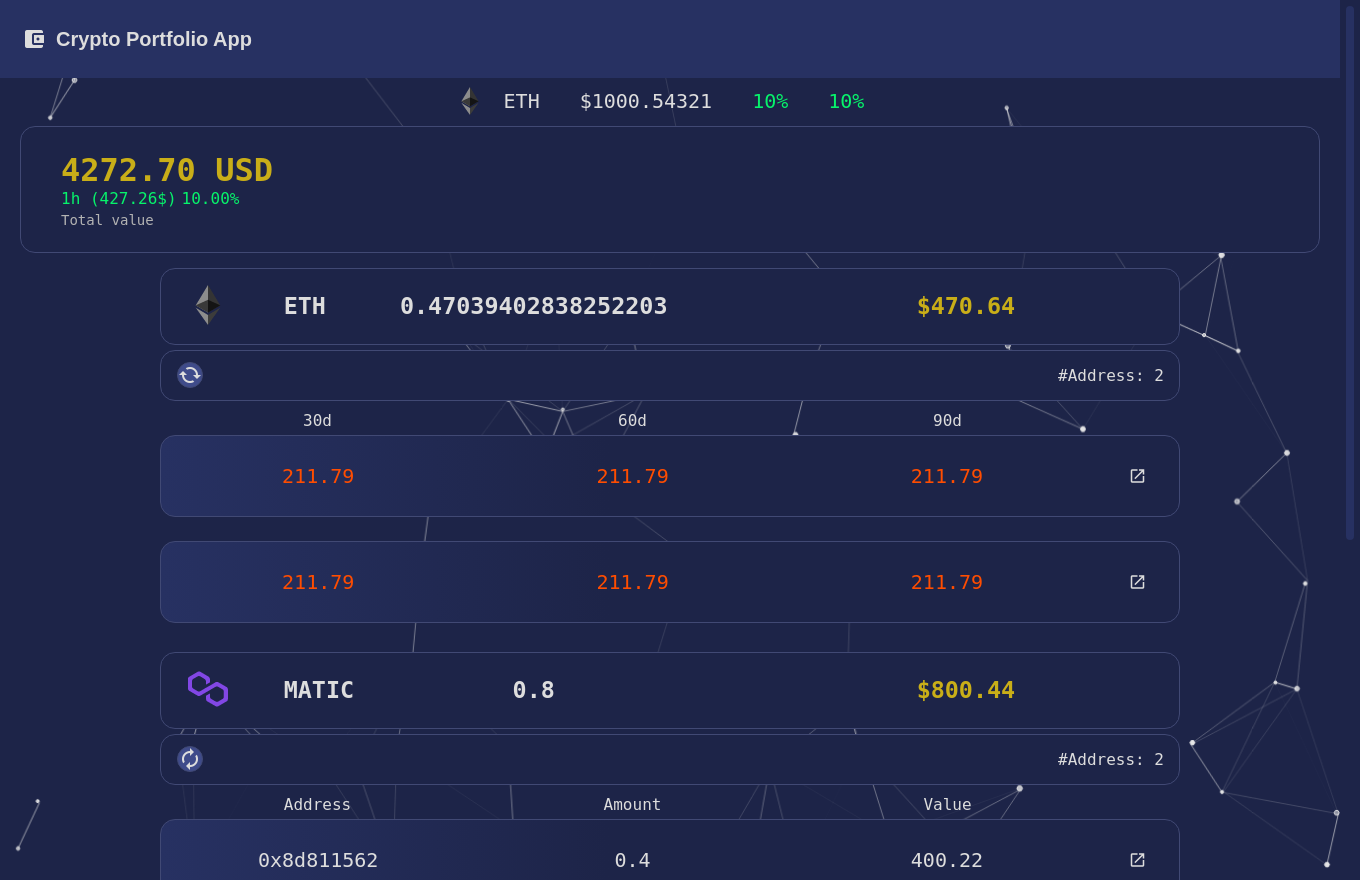 Crypto Portfolio App
ETH $1000.54321 10% 10%
4272.70 USD
1h (427.26$) 10.00%
Total value
ETH 0.47039402838252203 $470.64
#Address: 2
30d 60d 90d
211.79 211.79 211.79
211.79 211.79 211.79
MATIC 0.8 $800.44
#Address: 2
Address Amount Value
0x8d811562 0.4 400.22